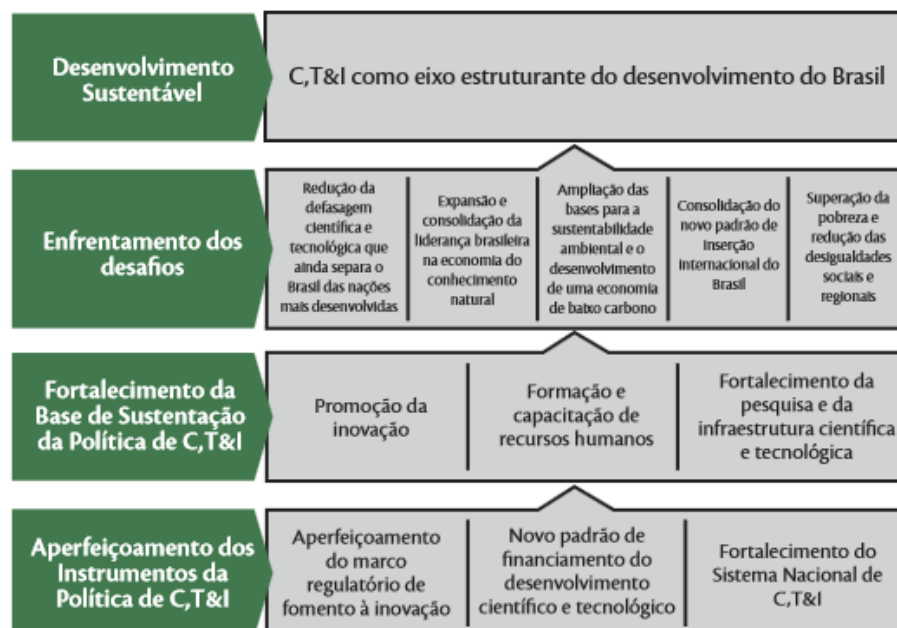 Desenvolvimento
Sustentável
C,T&I como eixo estruturante do desenvolvimento do Brasil
Enfrentamento dos
desafios
Redução da
defasagem
científica e
tecnológica que
ainda separa o
Brasil das nações
mais desenvolvidas
Expansão e
consolidação da
liderança brasileira
na economia do
conhecimento
natural
Ampliação das
bases para a
sustentabilidade
ambiental e o
desenvolvimento
de uma economia
de baixo carbono
Consolidação do
novo padrão de
inserção
internacional do
Brasil
Superação da
pobreza e
redução das
desigualdades
sociais e
regionais
Fortalecimento da
Base de Sustentação
da Política de C,T&I
Promoção da
inovação
Formação e
capacitação de
recursos humanos
Fortalecimento da
pesquisa e da
infraestrutura científica
e tecnológica
Aperfeiçoamento dos
Instrumentos da
Política de C,T&I
Aperfeiçoamento
do marco
regulatório de
fomento à inovação
Novo padrão de
financiamento do
desenvolvimento
científico e tecnológico
Fortalecimento do
Sistema Nacional de
C,T&I